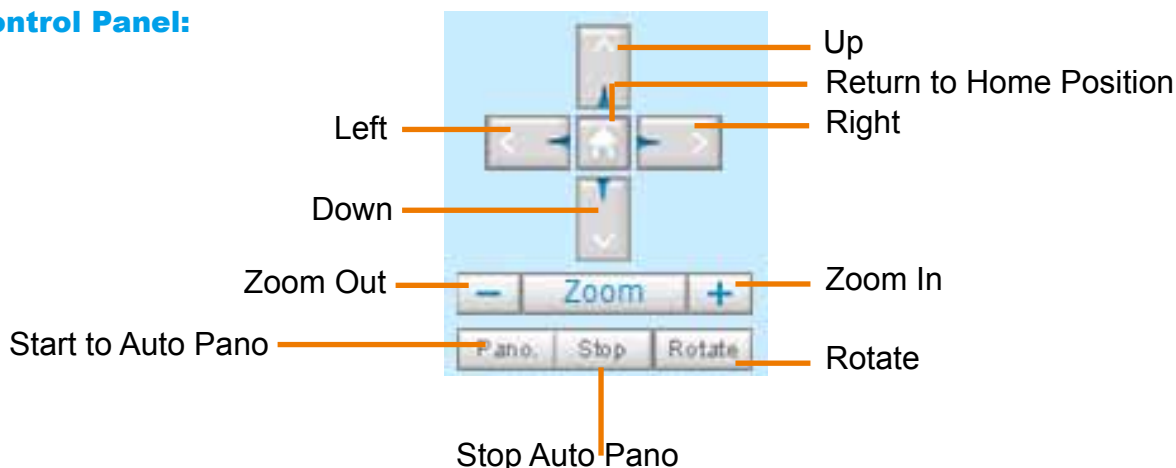 ontrol Panel:
Up
Return to Home Position
Left
Right
Down
Zoom Out
Zoom
Zoom In
Start to Auto Pano
Pano.
Stop
Rotate
Rotate
Stop Auto Pano